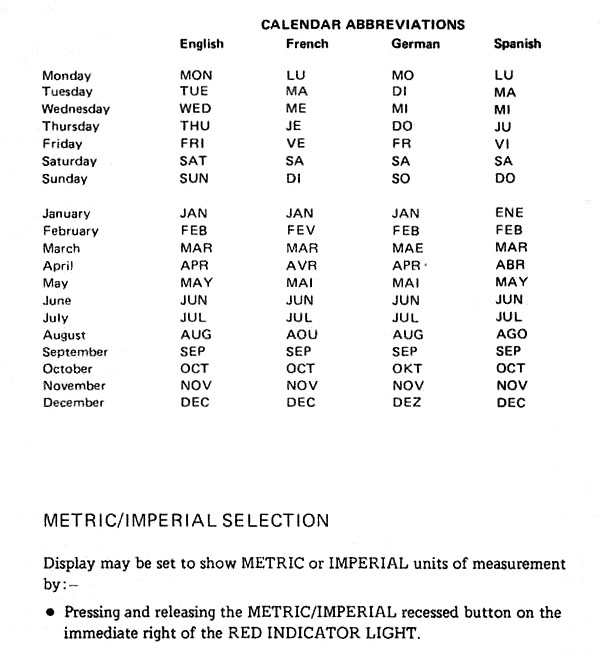 CALENDAR ABBREVIATIONS
English French German Spanish
Monday MON LU MO LU
Tuesday TUE MA DI MA
Wednesday WED ME MI MI
Thursday THU JE DO JU
Friday FRI VE FR VI
Saturday SAT SA SA SA
Sunday SUN DI SO DO
January JAN JAN JAN ENE
February FEB FEV FEB FEB
March MAR MAR MAE MAR
April APR AVR APR ABR
May MAY MAI MAI MAY
June JUN JUN JUN JUN
July JUL JUL JUL JUL
August AUG AOU AUG AGO
September SEP SEP SEP SEP
October OCT OCT OKT OCT
November NOV NOV NOV NOV
December DEC DEC DEZ DEC
METRIC/IMPERIAL SELECTION
Display may be set to show METRIC or IMPERIAL units of measurement
by:–
● Pressing and releasing the METRIC/IMPERIAL recessed button on the
immediate right of the RED INDICATOR LIGHT.